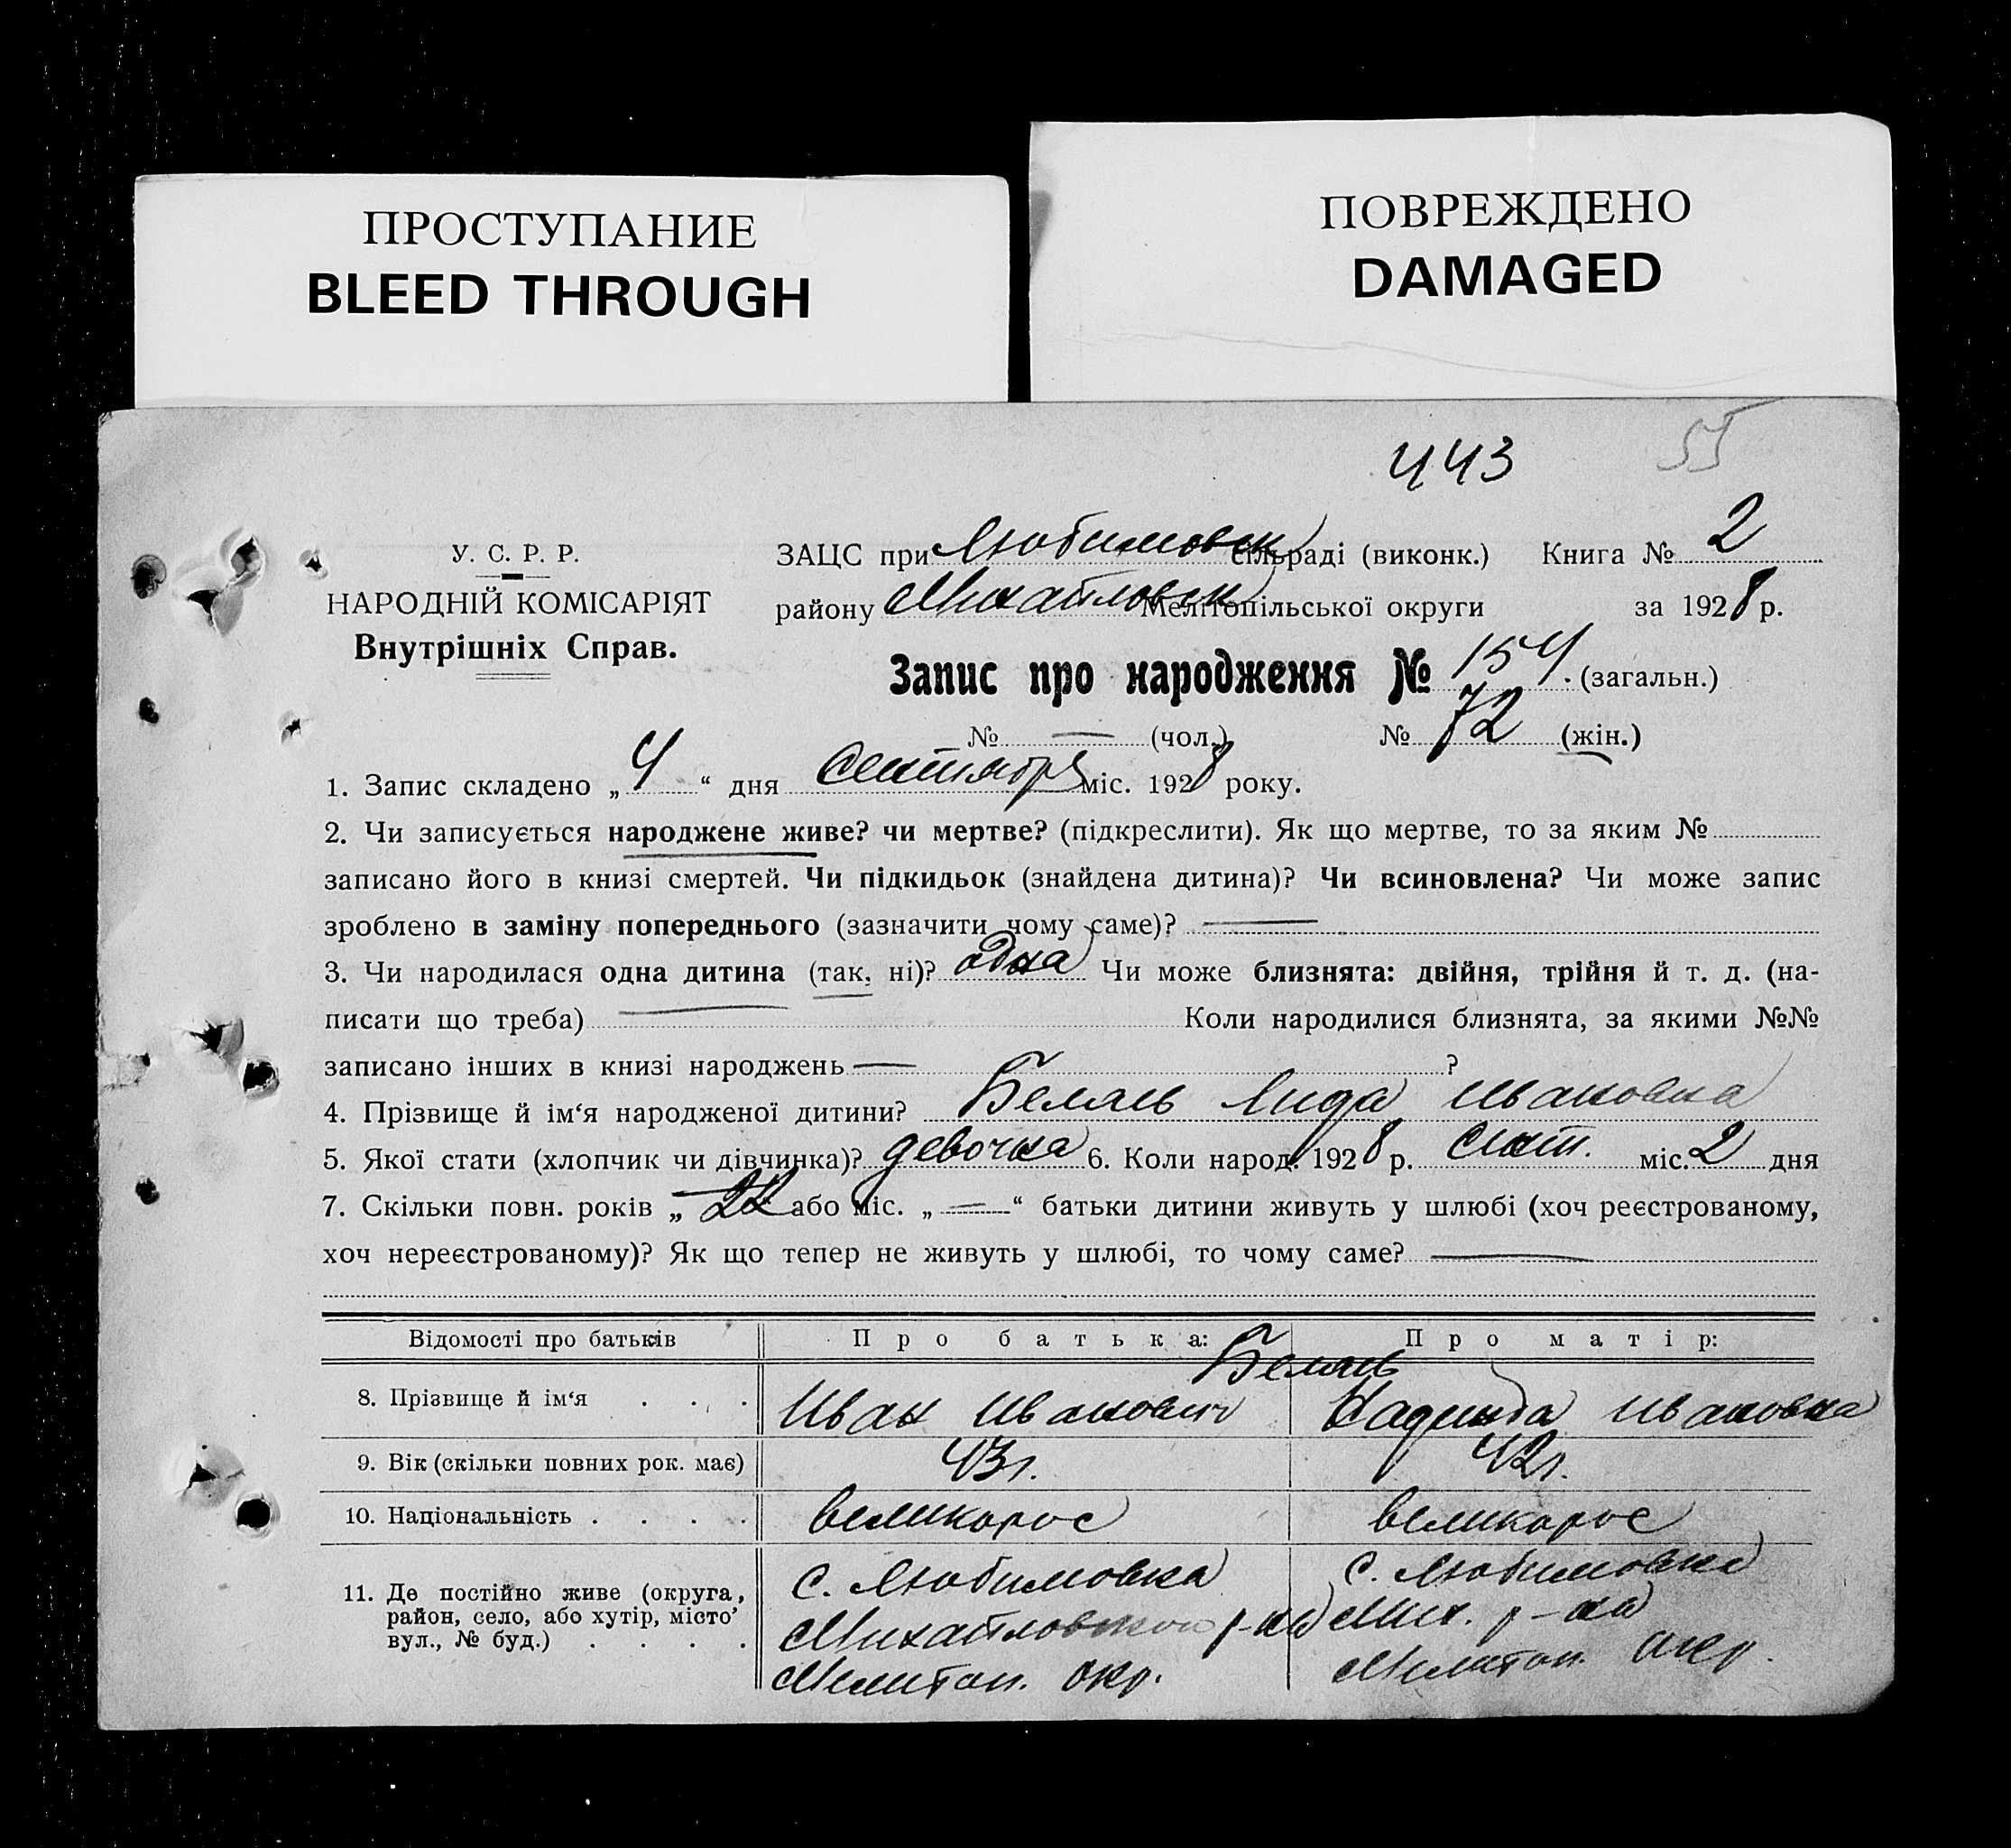 ПРОСТУПАНИЕ
BLEED THROUGH
ПОВРЕЖДЕНО
DAMAGED
443
55
У. С. Р. Р.
НАРОДНІЙ КОМІСАРІЯТ
Внутрішніх Справ.
ЗАЦС при Любимовск сільраді (виконк.) Книга № 2
району Михайловск Мелітопільської округи за 1928 р.
Запис про народження № 154. (загальн.)
№ — (чол.) № 72 (жін.)
1. Запис складено „4“ дня Сентября міс. 1928 року.
2. Чи записується народжене живе? чи мертве? (підкреслити). Як що мертве, то за яким №
записано його в книзі смертей. Чи підкидьок (знайдена дитина)? Чи всиновлена? Чи може запис
зроблено в заміну попереднього (зазначити чому саме)? —
3. Чи народилася одна дитина (так, ні)? одна Чи може близнята: двійня, трійня й т. д. (на-
писати що треба) — Коли народилися близнята, за якими №№
записано інших в книзі народжень — ?
4. Прізвище й ім‘я народженої дитини? Лида Ивановна
5. Якої стати (хлопчик чи дівчинка)? девочка 6. Коли народ. 1928 р. Сент. міс. 2 дня
7. Скільки повн. років „22 або міс. „—“ батьки дитини живуть у шлюбі (хоч реєстрованому,
хоч нереєстрованому)? Як що тепер не живуть у шлюбі, то чому саме? —
Відомості про батьків Про батька: Про матір:
8. Прізвище й ім‘я . . . Иван Иванович Надежда Ивановна
9. Вік (скільки повних рок. має) 43 г. 42 г.
10. Національність . . . . великорос великорос
11. Де постійно живе (округа, район, село, або хутір, місто’ вул., № буд.) . . . .
с. Любимовка
Михайловского р-на
Мелитоп. окр.
с. Любимовка
Мих. р-на
Мелитоп. окр.